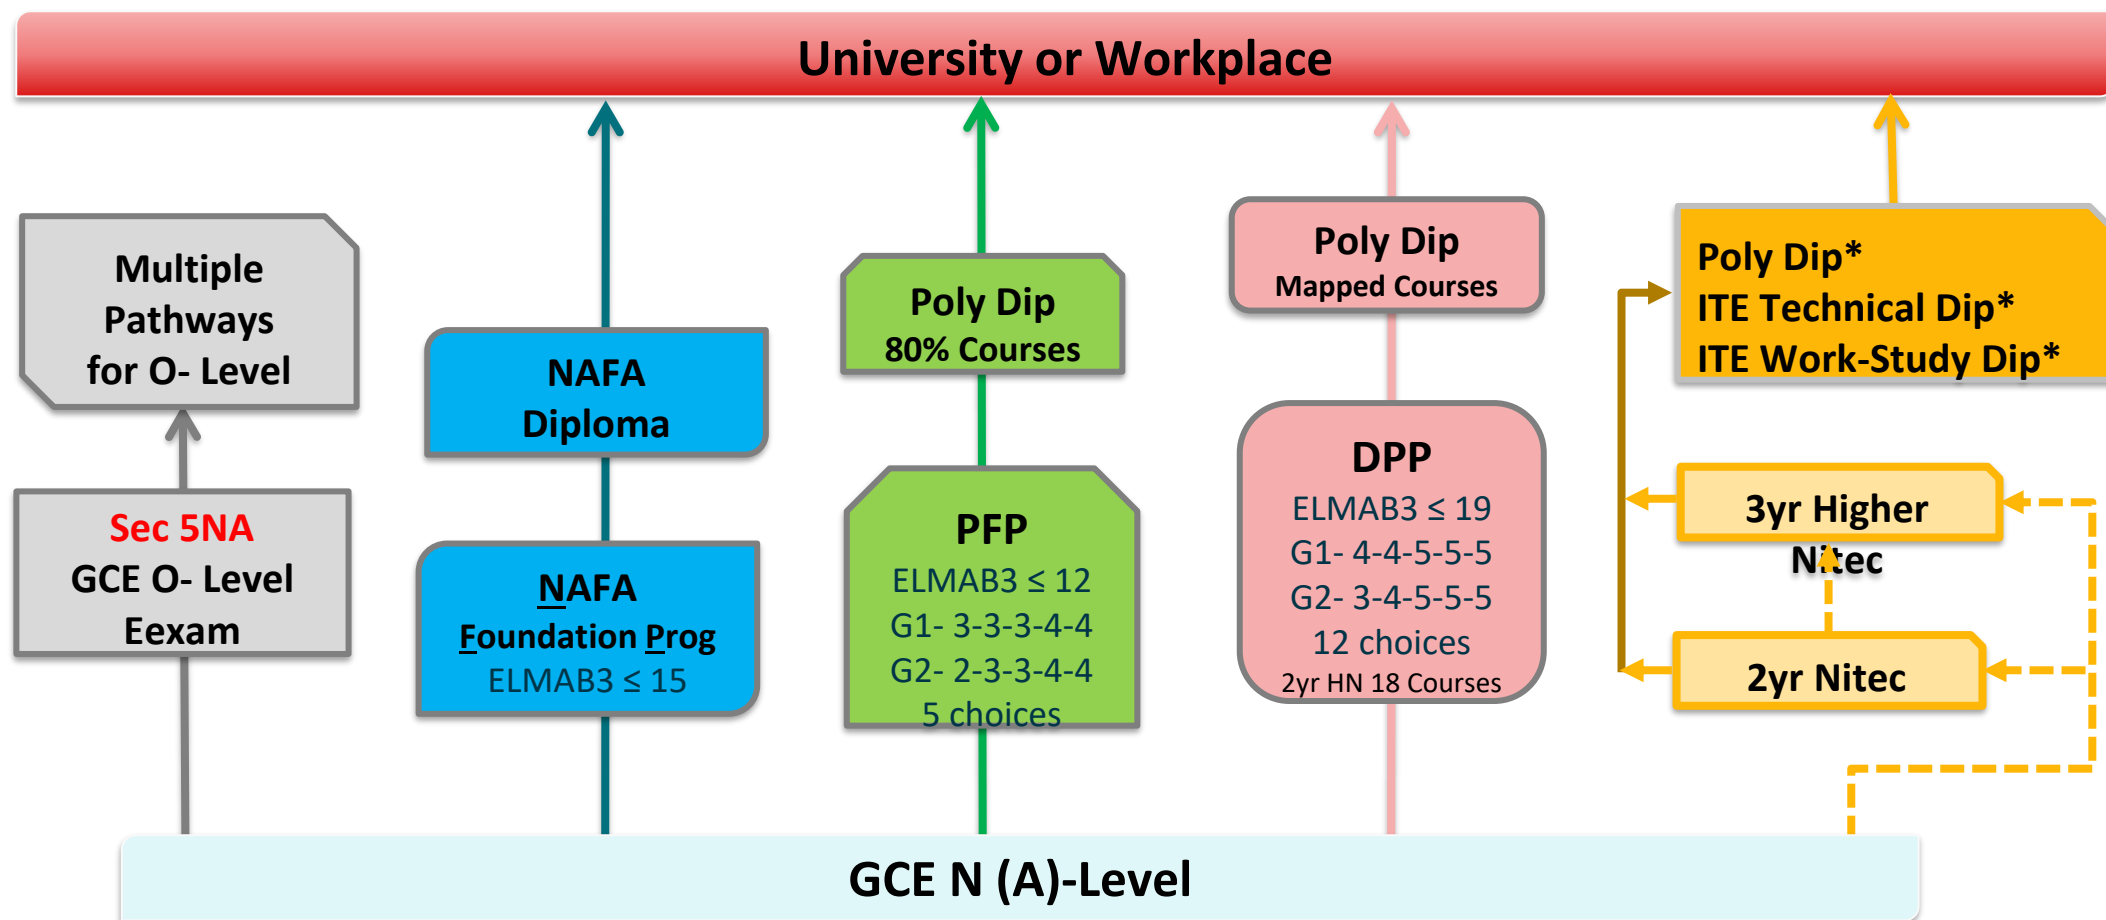 University or Workplace
Multiple
Pathways
for O- Level
Sec 5NA
GCE O- Level
Eexam
NAFA
Diploma
NAFA
Foundation Prog
ELMAB3 ≤ 15
Poly Dip
80% Courses
PFP
ELMAB3 ≤ 12
G1- 3-3-3-4-4
G2- 2-3-3-4-4
5 choices
Poly Dip
Mapped Courses
DPP
ELMAB3 ≤ 19
G1- 4-4-5-5-5
G2- 3-4-5-5-5
12 choices
2yr HN 18 Courses
Poly Dip*
ITE Technical Dip*
ITE Work-Study Dip*
3yr Higher
Nitec
2yr Nitec
GCE N (A)-Level